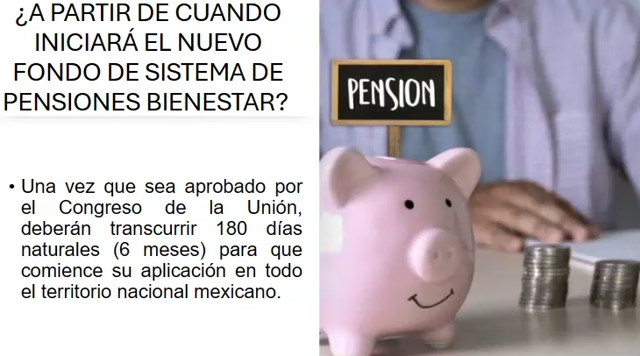 ¿A PARTIR DE CUANDO
INICIARÁ EL NUEVO
FONDO DE SISTEMA DE
PENSIONES BIENESTAR?
PENSION
• Una vez que sea aprobado por
el Congreso de la Unión,
deberán transcurrir 180 días
naturales (6 meses) para que
comience su aplicación en todo
el territorio nacional mexicano.